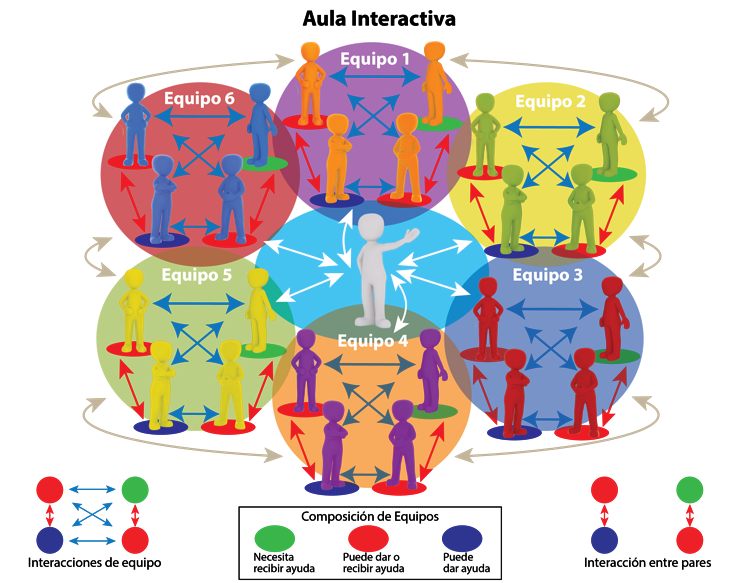 Aula Interactiva
Equipo 1
Equipo 6
Equipo 2
Equipo 5
Equipo 3
Equipo 4
Interacciones de equipo
Composición de Equipos
Necesita
recibir ayuda
Puede dar o
recibir ayuda
Puede
dar ayuda
Interacción entre pares